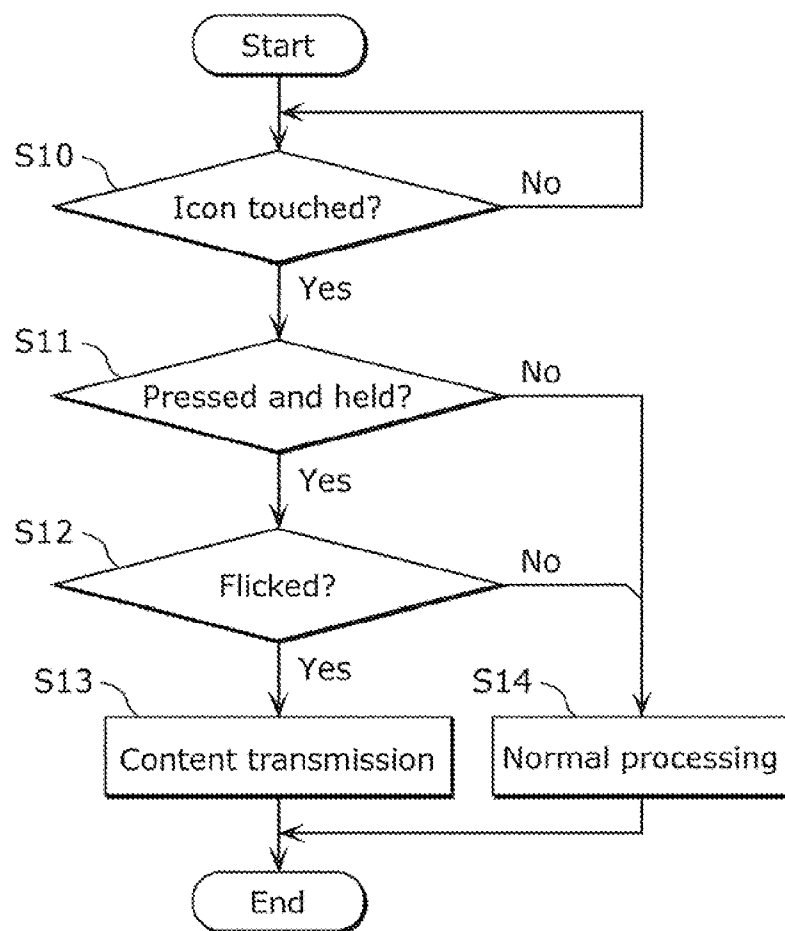 Start
S10
Icon touched?
No
Yes
S11
Pressed and held?
No
Yes
S12
Flicked?
No
Yes
S13
Content transmission
S14
Normal processing
End